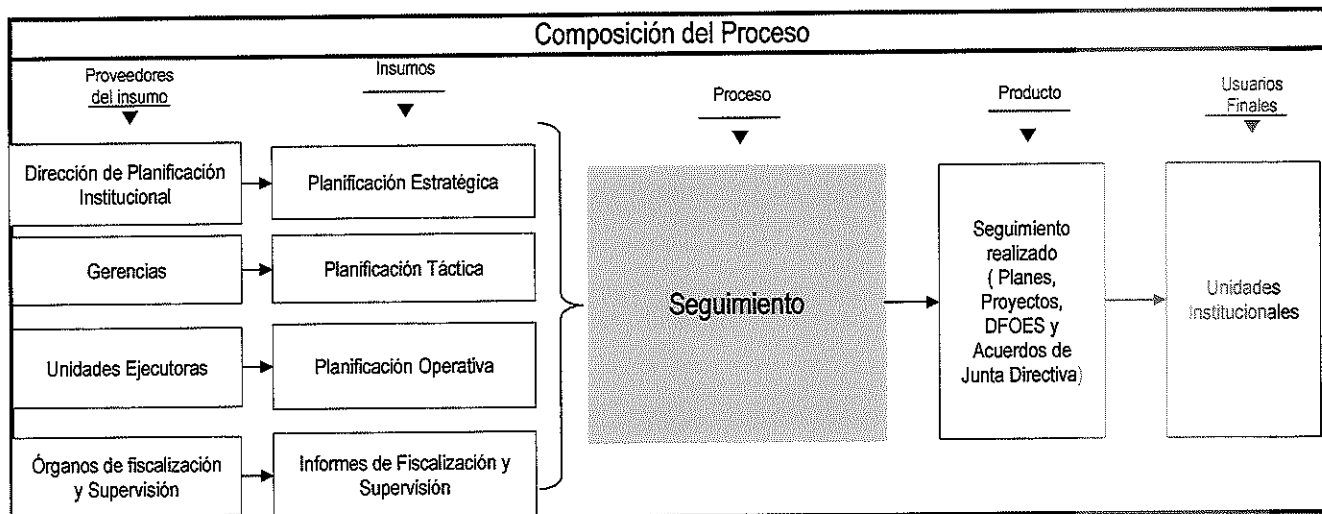 Composición del Proceso
Proveedores
del insumo
Insumos
Proceso
Producto
Usuarios
Finales
Dirección de Planificación
Institucional
Planificación Estratégica
Gerencias
Planificación Táctica
Unidades Ejecutoras
Planificación Operativa
Órganos de fiscalización
y Supervisión
Informes de Fiscalización y
Supervisión
Seguimiento
Seguimiento
realizado
( Planes,
Proyectos,
DFOES y
Acuerdos de
Junta Directiva)
Unidades
Institucionales